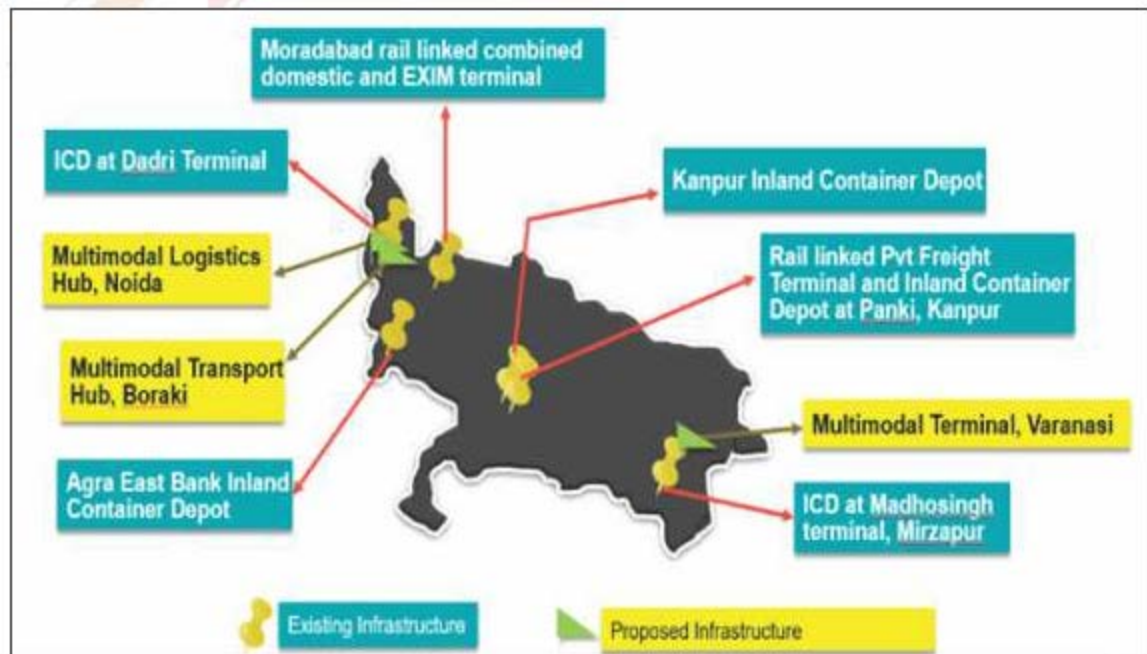 Moradabad rail linked combined
domestic and EXIM terminal
ICD at Dadri Terminal
Kanpur Inland Container Depot
Multimodal Logistics
Hub, Noida
Rail linked Pvt Freight
Terminal and Inland Container
Depot at Panki, Kanpur
Multimodal Transport
Hub, Boraki
Multimodal Terminal, Varanasi
Agra East Bank Inland
Container Depot
ICD at Madhosingh
terminal, Mirzapur
Existing Infrastructure
Proposed Infrastructure